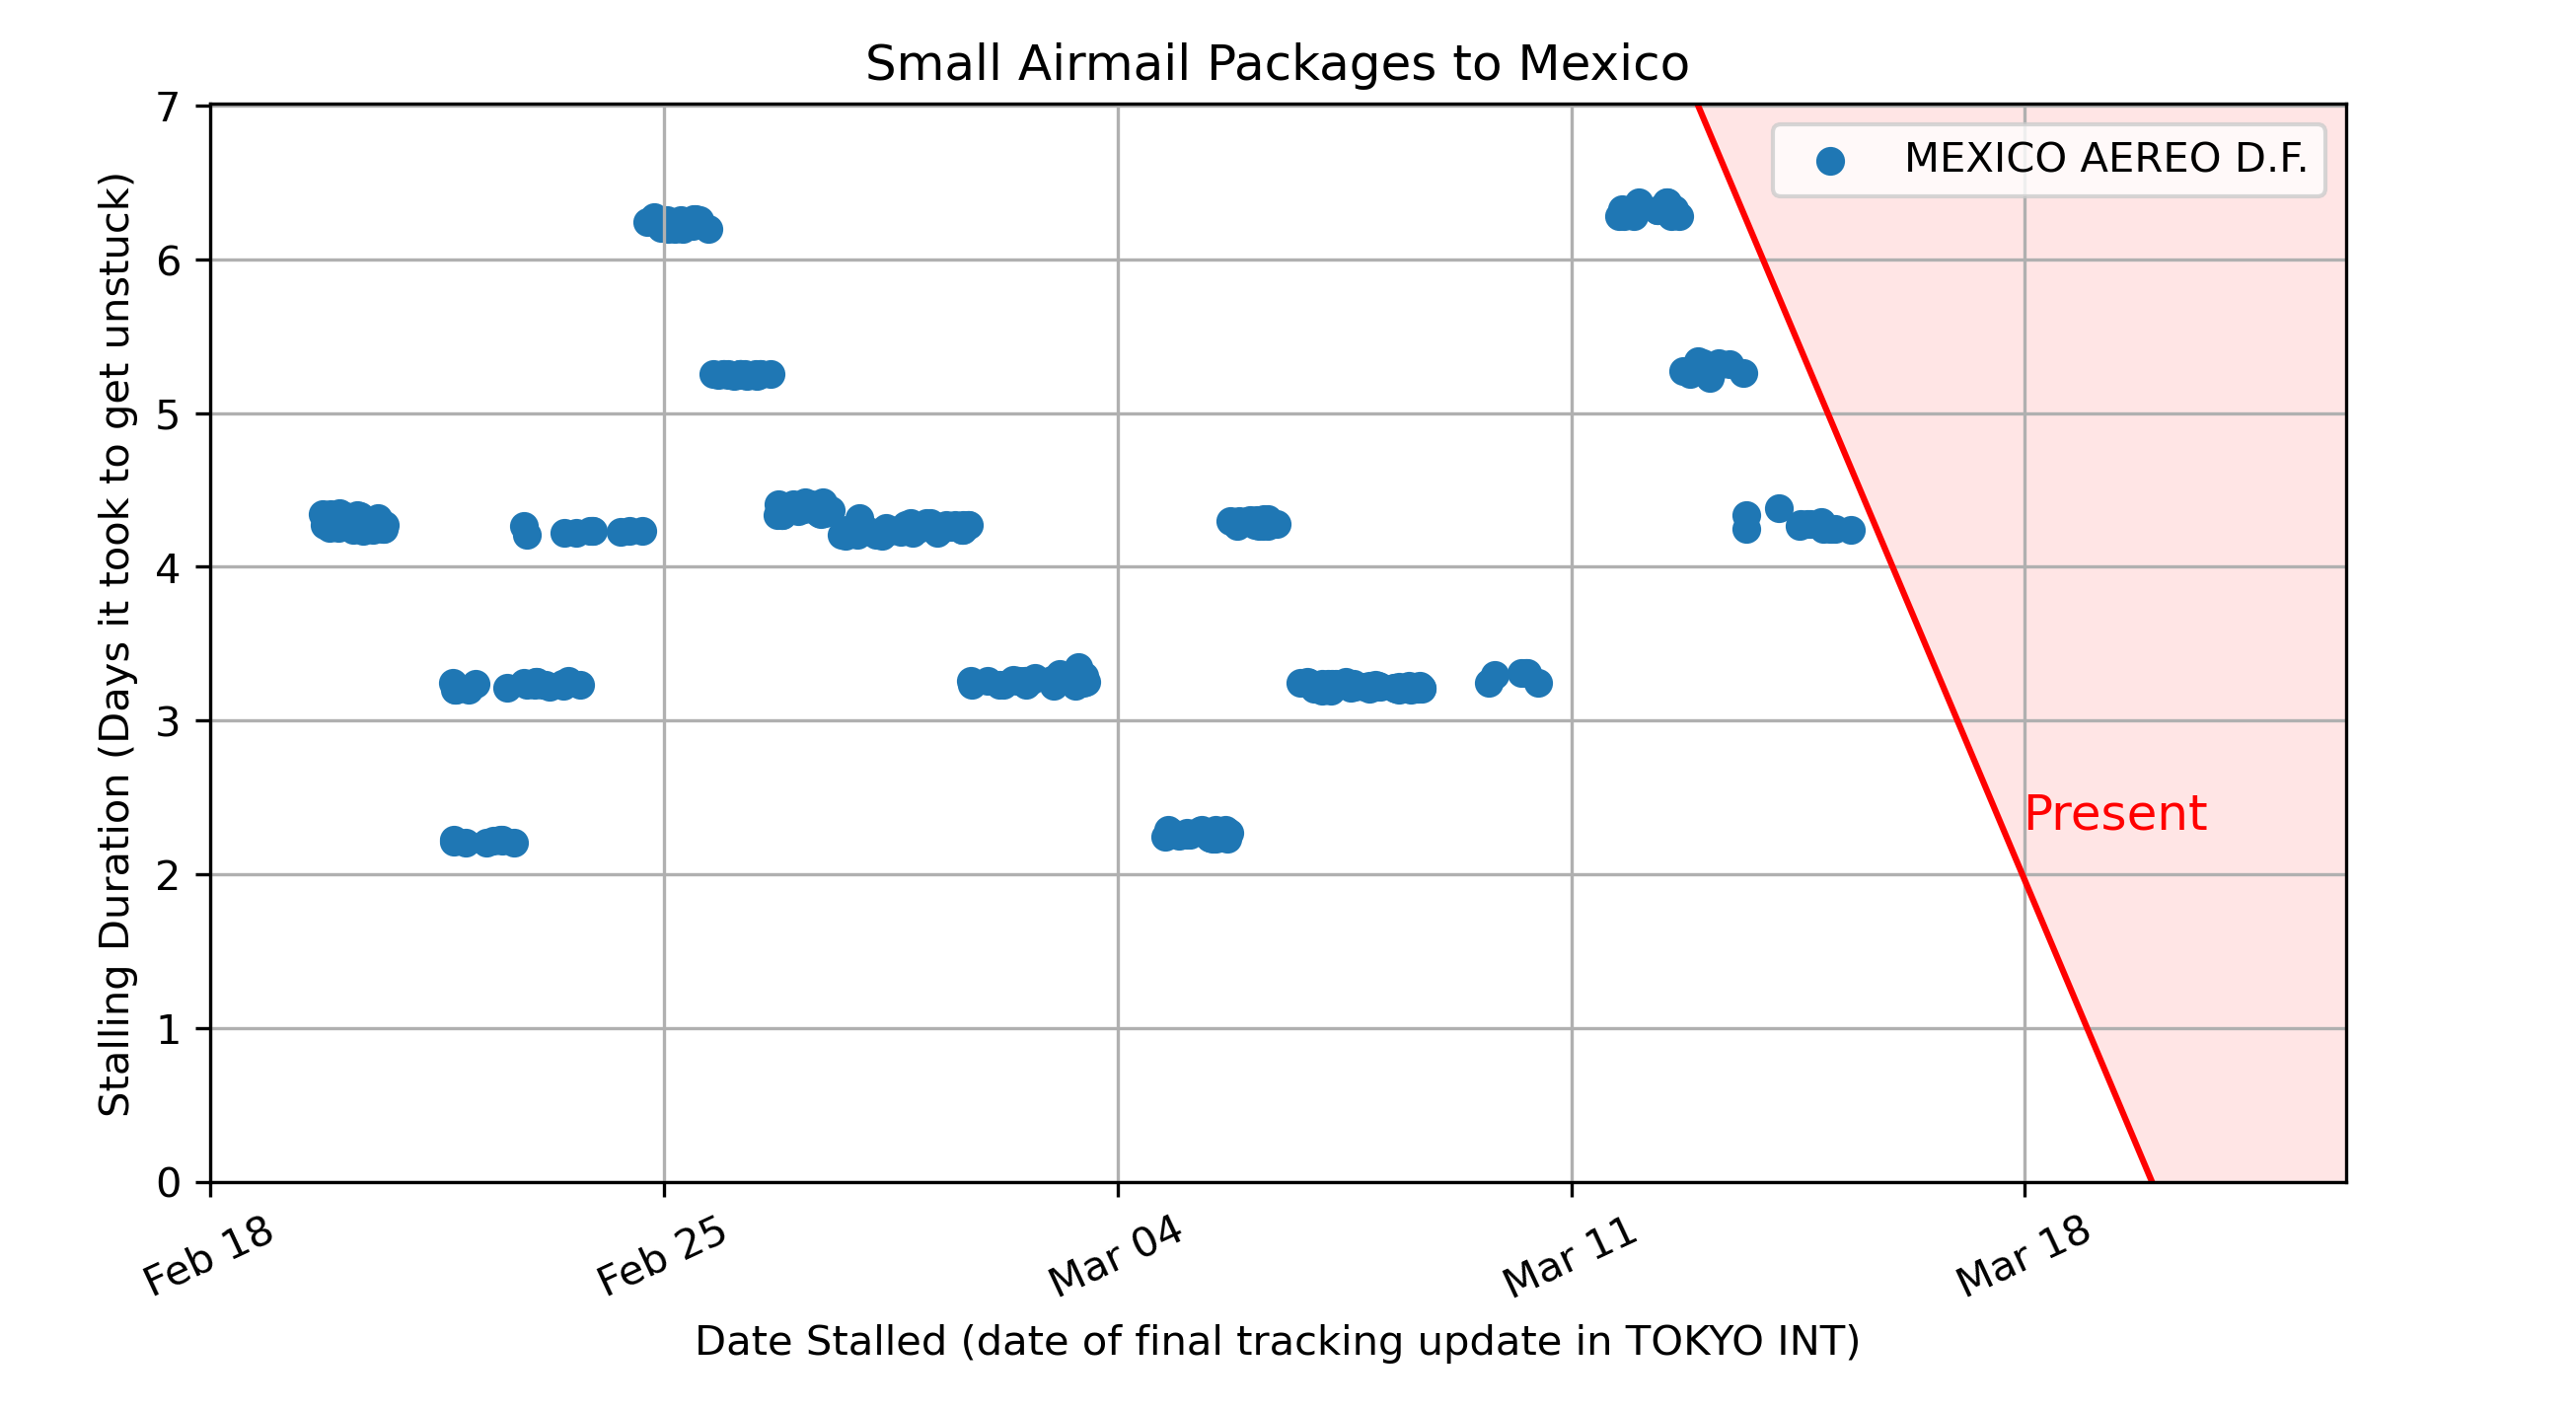 Small Airmail Packages to Mexico
MEXICO AEREO D.F.
Stalling Duration (Days it took to get unstuck)
7
6
5
4
3
2
1
0
Present
Feb 18
Feb 25
Mar 04
Mar 11
Mar 18
Date Stalled (date of final tracking update in TOKYO INT)